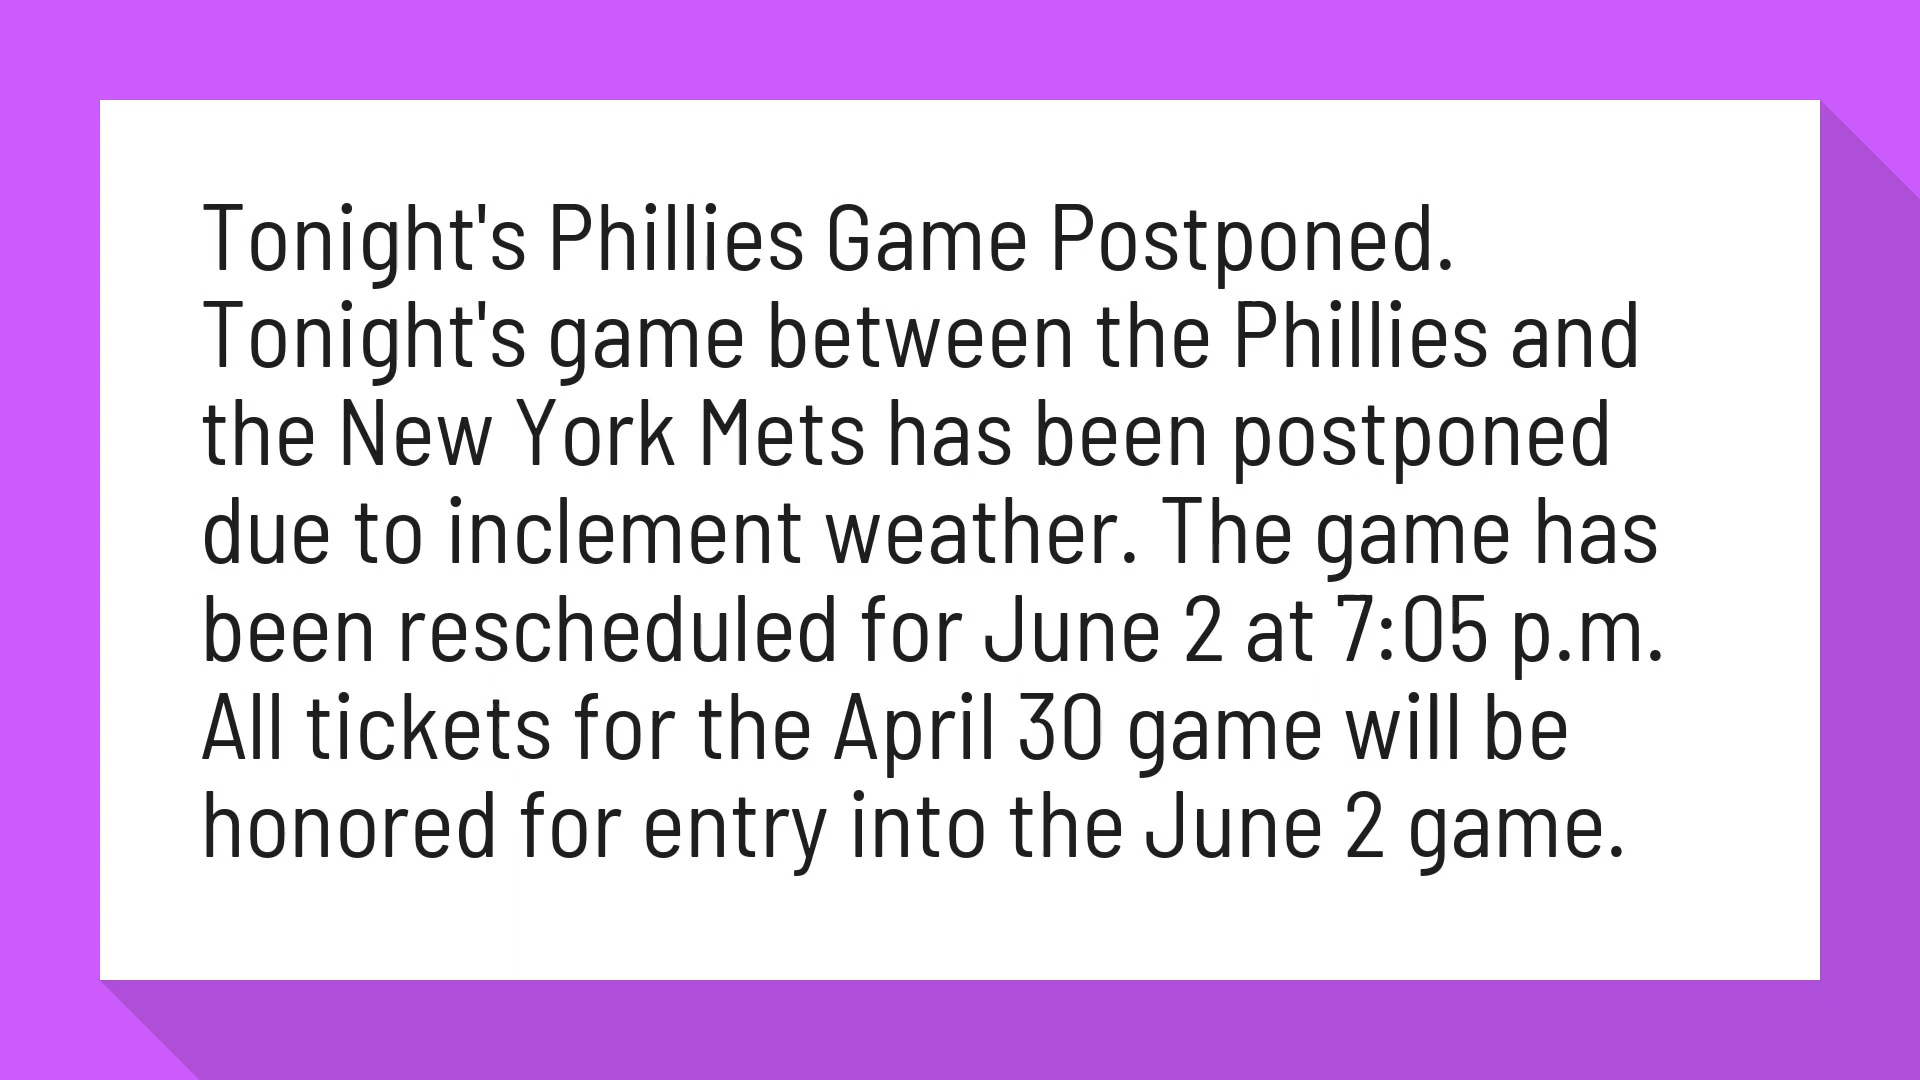 Tonight's Phillies Game Postponed.
Tonight's game between the Phillies and
the New York Mets has been postponed
due to inclement weather. The game has
been rescheduled for June 2 at 7:05 p.m.
All tickets for the April 30 game will be
honored for entry into the June 2 game.